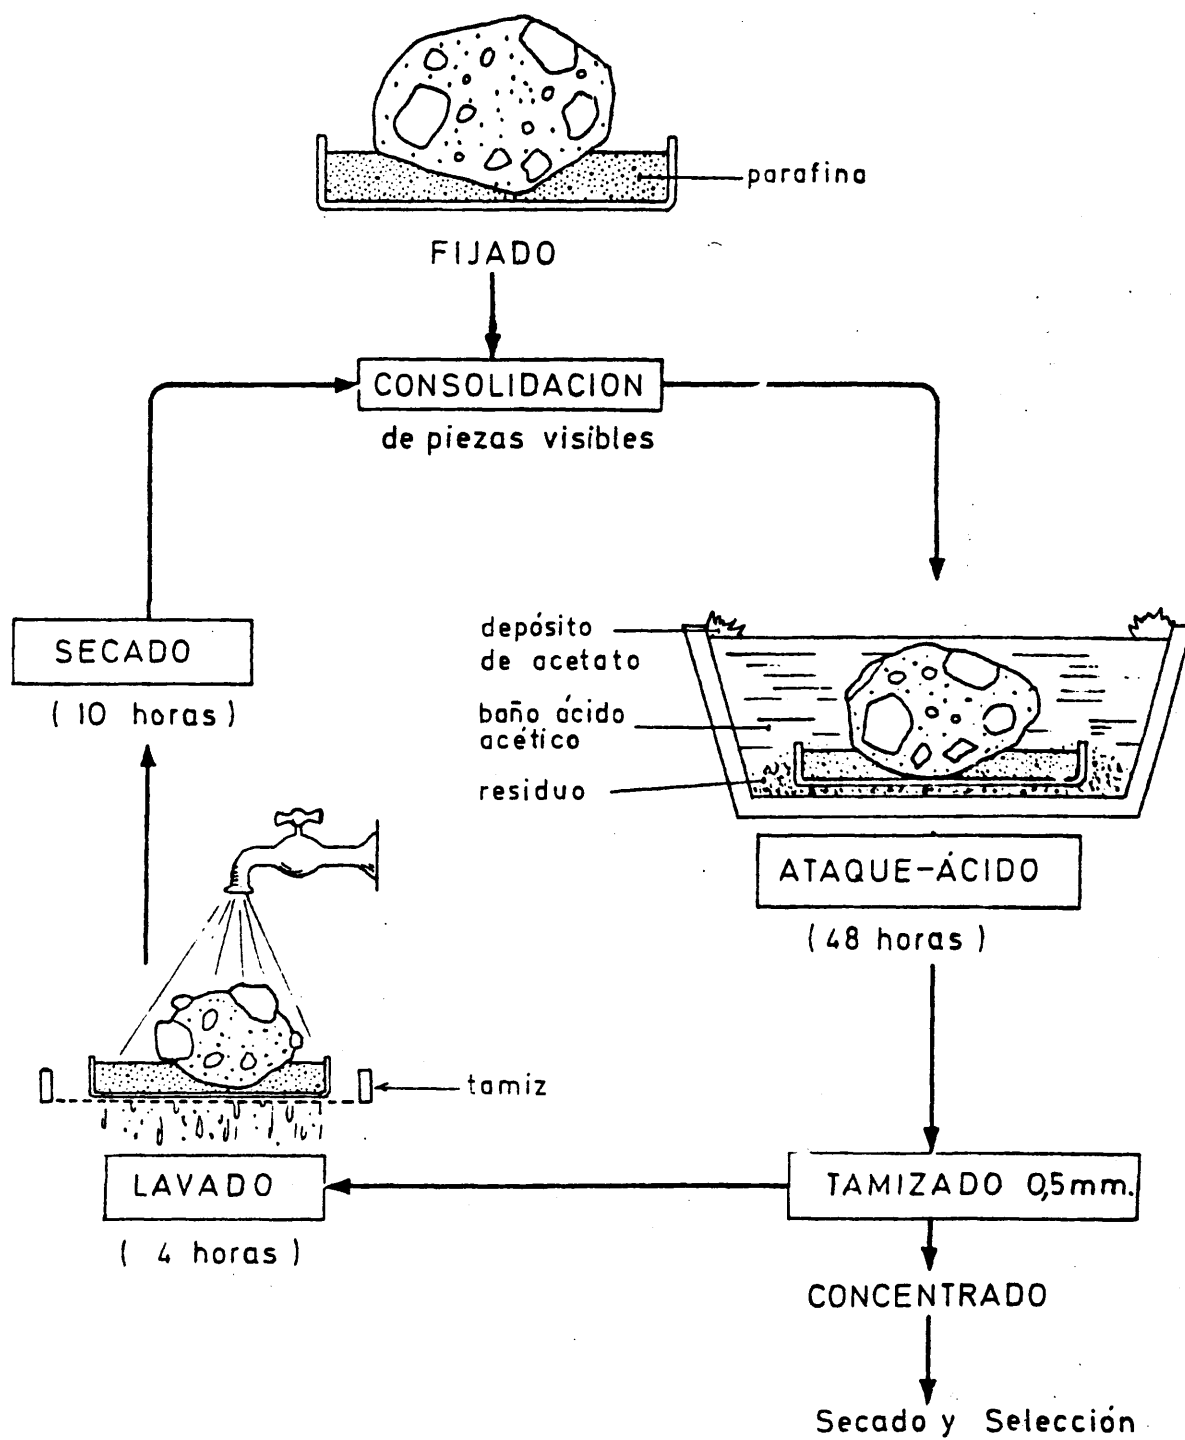 parafina
FIJADO
CONSOLIDACION
de piezas visibles
SECADO
( 10 horas )
depósito
de acetato
baño ácido
acético
residuo
ATAQUE-ÁCIDO
( 48 horas )
tamiz
LAVADO
( 4 horas )
TAMIZADO 0,5mm.
CONCENTRADO
Secado y Selección